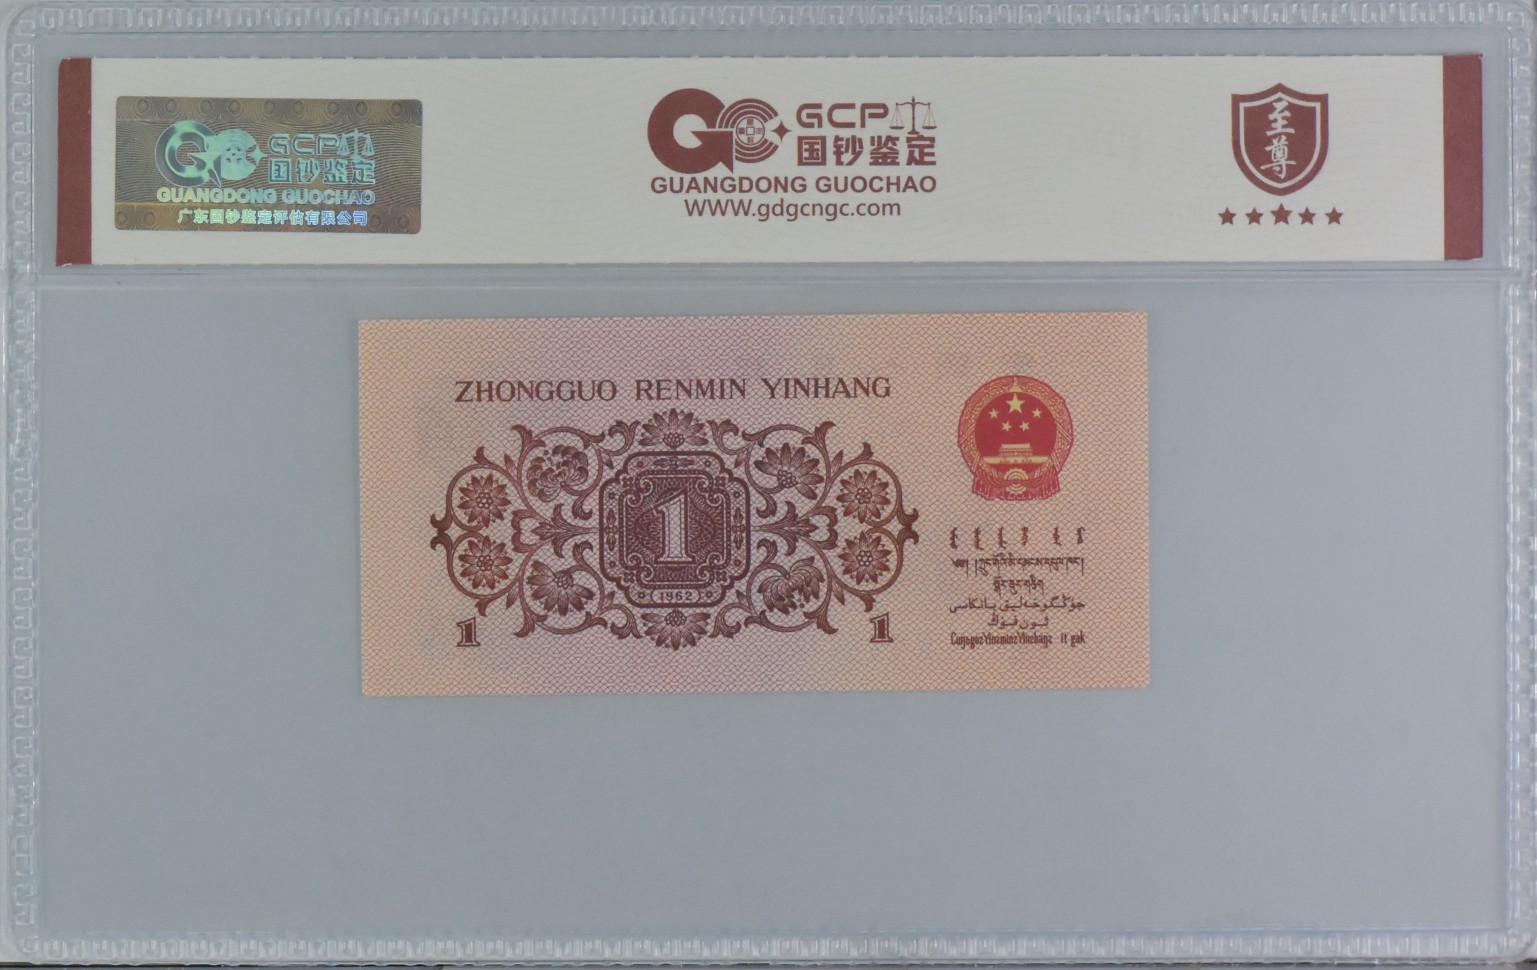 GCP
国钞鉴定
GUANGDONG GUOCHAO
广东国钞鉴定评估有限公司
GCP
国钞鉴定
GUANGDONG GUOCHAO
WWW.gdgcngc.com
至尊
ZHONGGUO RENMIN YINHANG
1
(1962)
1
1
جۇڭگوخەلىق بانكاسى